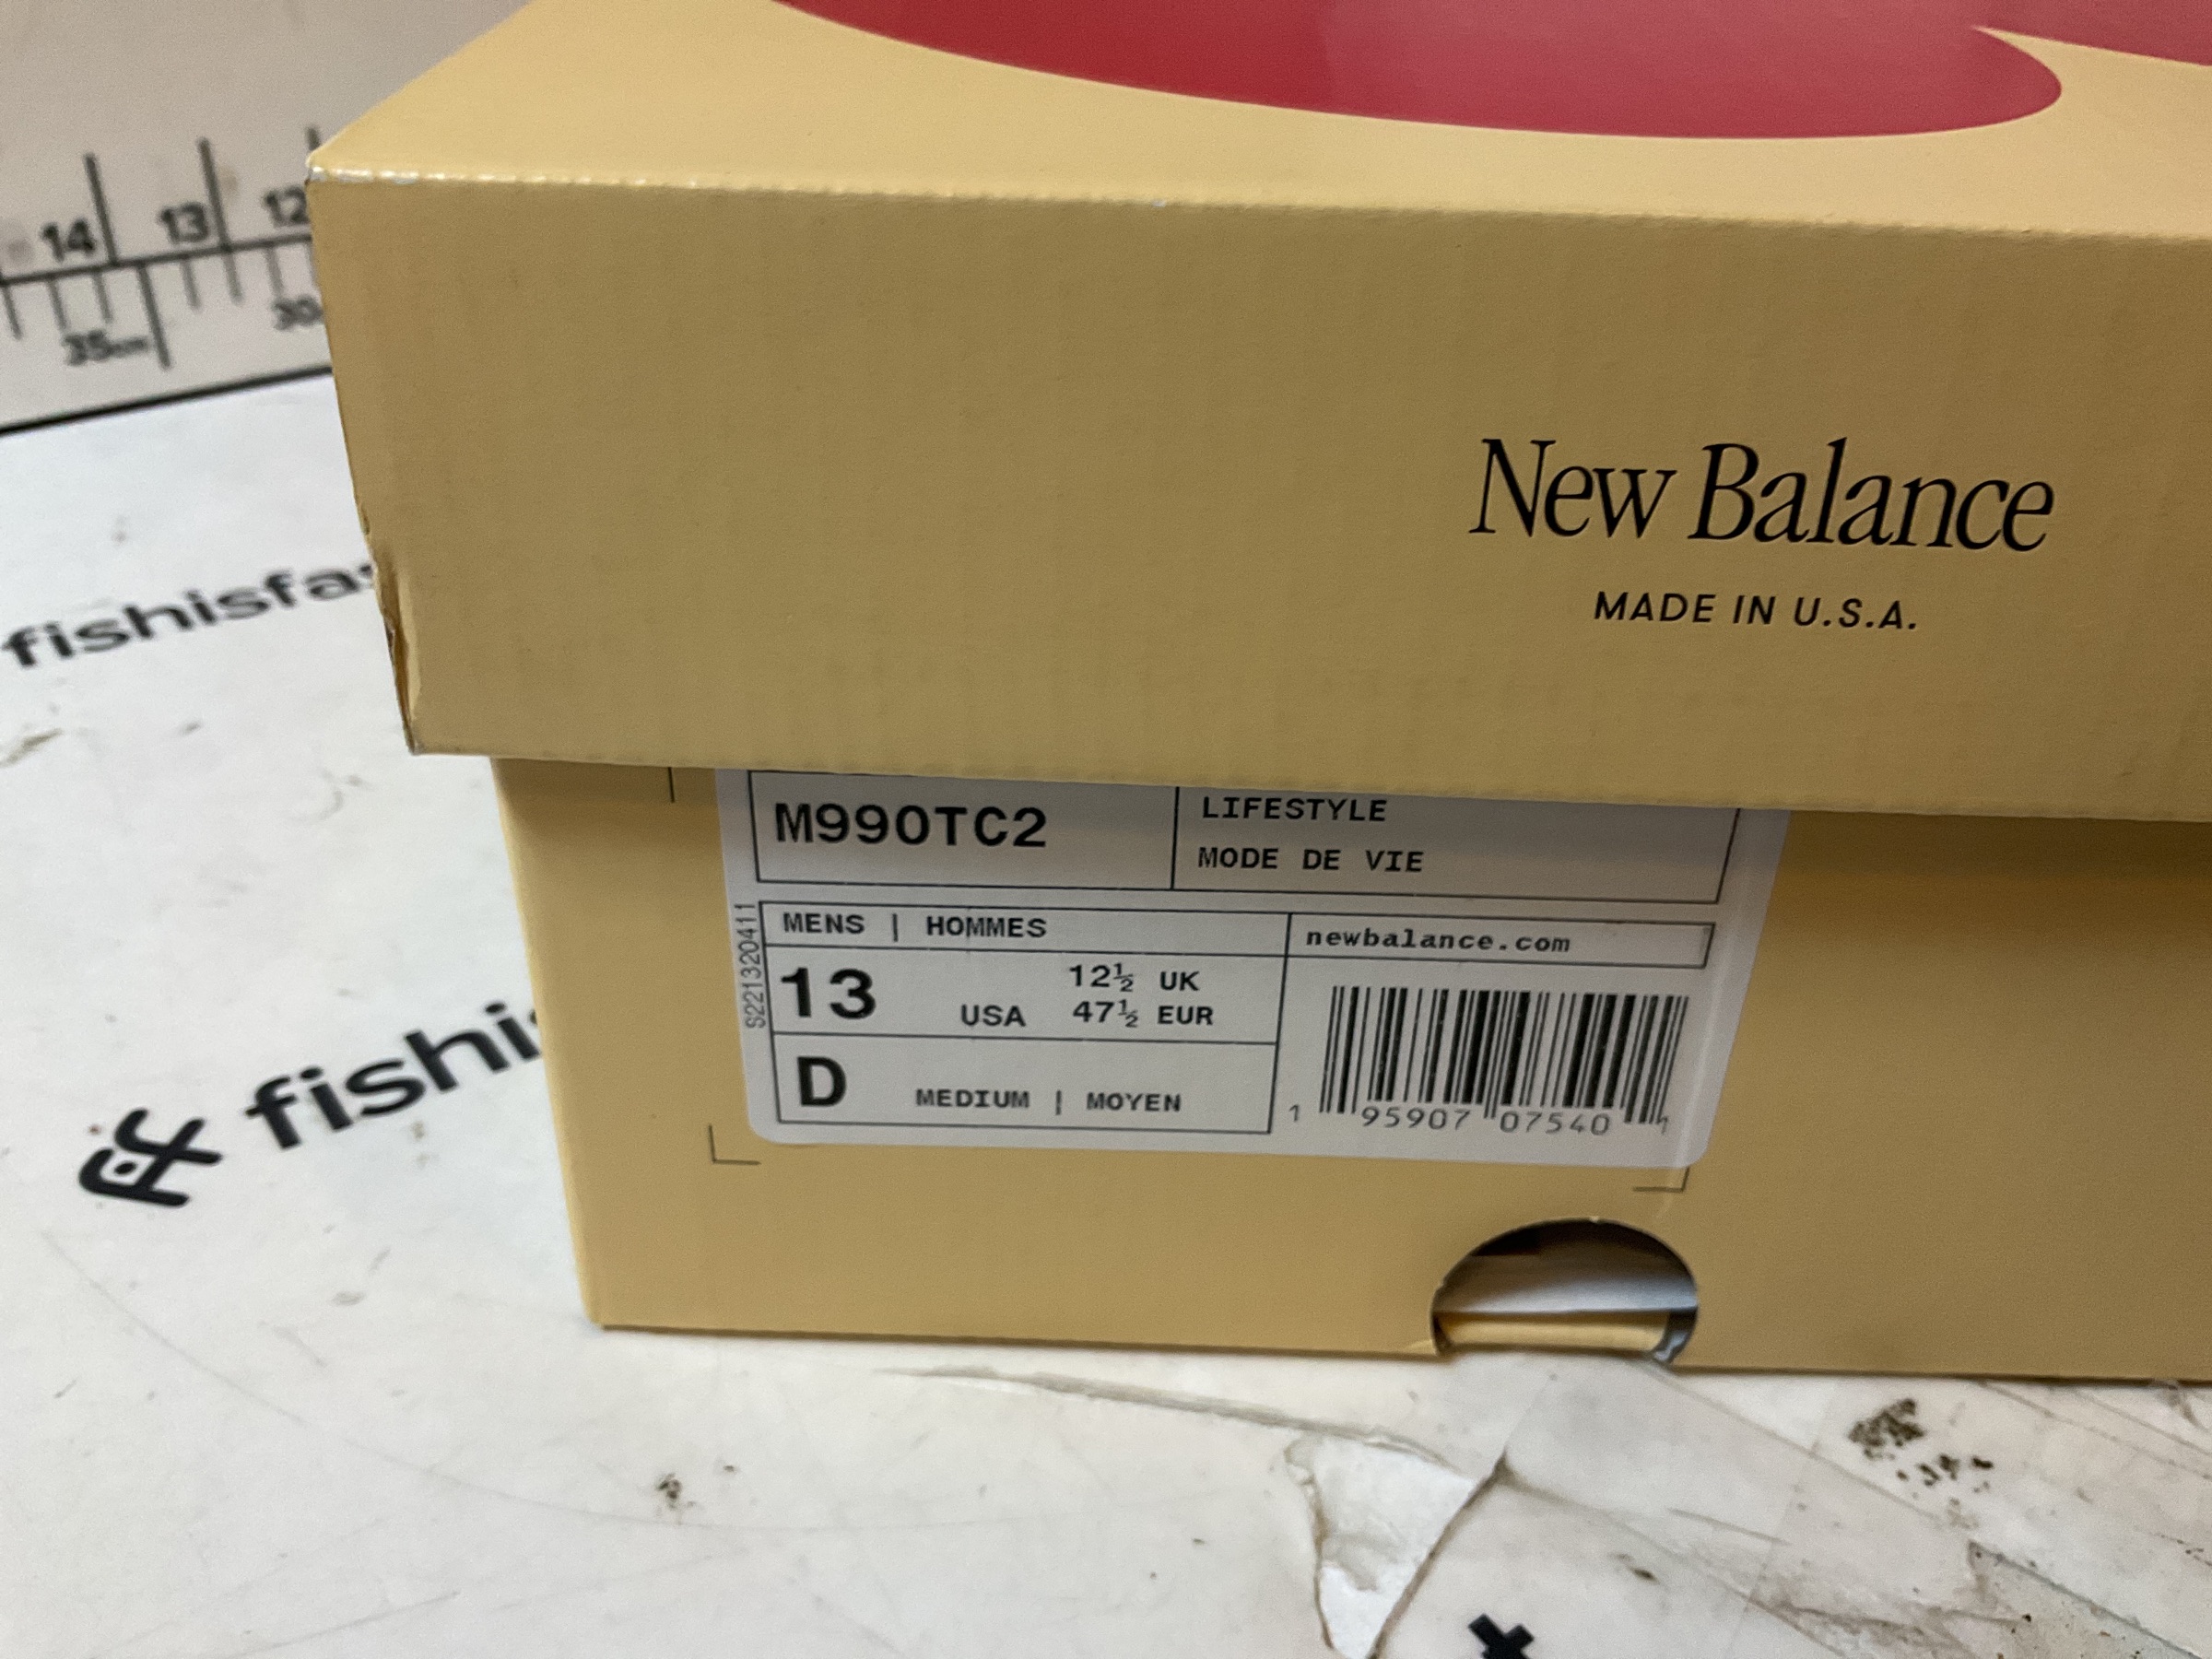 14 13 12
35cm 30
New Balance
MADE IN U.S.A.
fishisfa
M990TC2
LIFESTYLE
MODE DE VIE
S221320411
MENS | HOMMES
newbalance.com
13 USA 12½ UK
47½ EUR
D MEDIUM | MOYEN
1 95907 07540 1
fishi